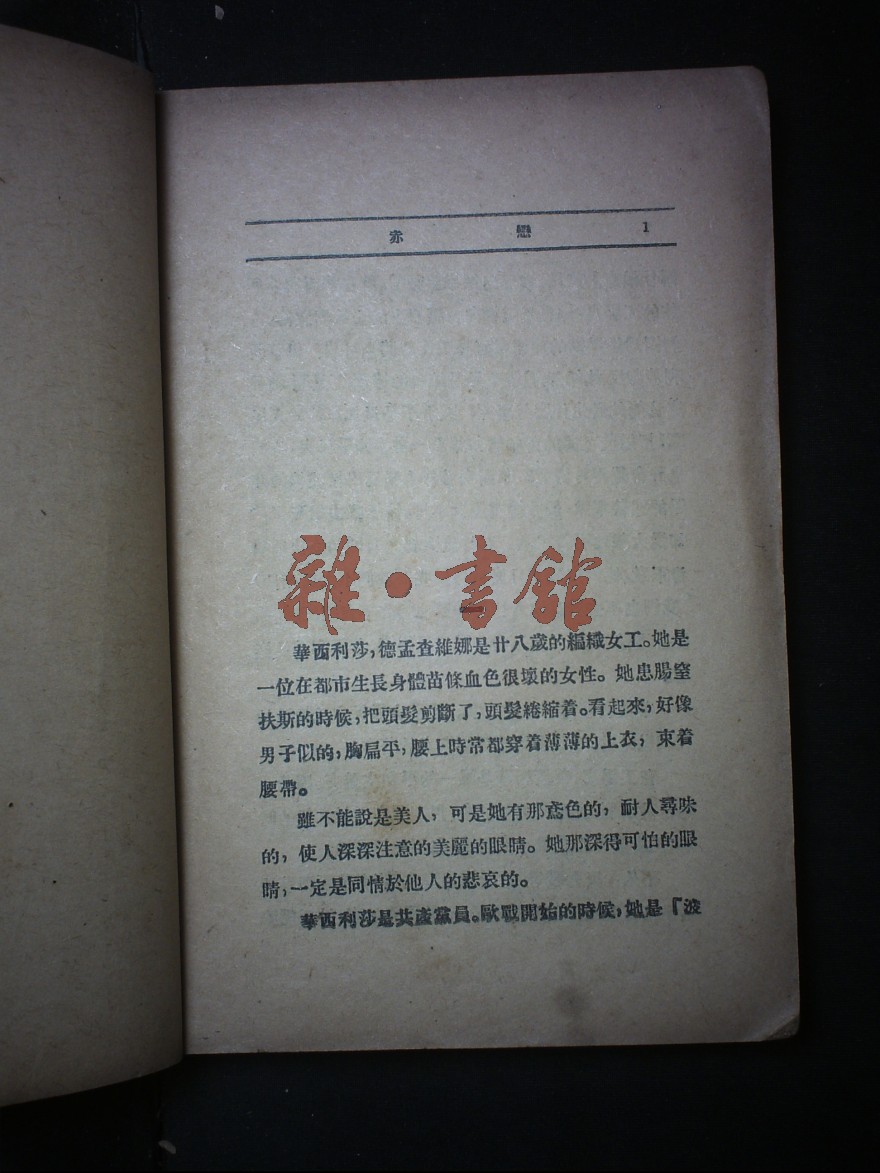 赤　戀　1
雜·書館
華西利莎，德孟查維娜是廿八歲的編織女工。她是
一位在都市生長身體苗條血色很壞的女性。她患腸窒
扶斯的時候，把頭髮剪斷了，頭髮綣縮着。看起來，好像
男子似的，胸扁平，腰上時常都穿着薄薄的上衣，束着
腰帶。
雖不能說是美人，可是她有那鳶色的，耐人尋味
的，使人深深注意的美麗的眼睛。她那深得可怕的眼
睛，一定是同情於他人的悲哀的。
華西利莎是共產黨員。歐戰開始的時候，她是『波